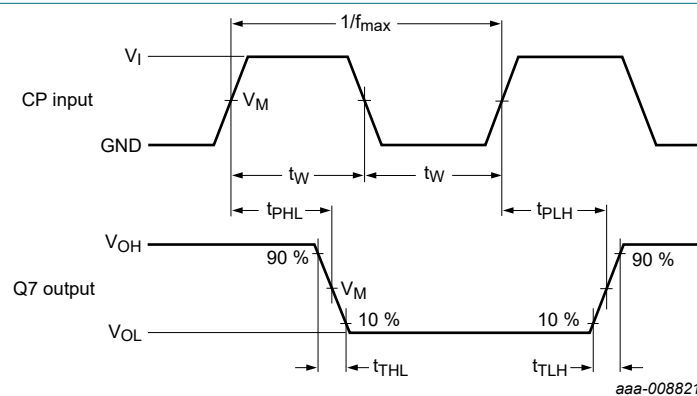 1/fmax
VI
CP input
VM
GND
tW
tW
tPHL
tPLH
VOH
90 %
90 %
Q7 output
VM
10 %
10 %
VOL
tTHL
tTLH
aaa-008821